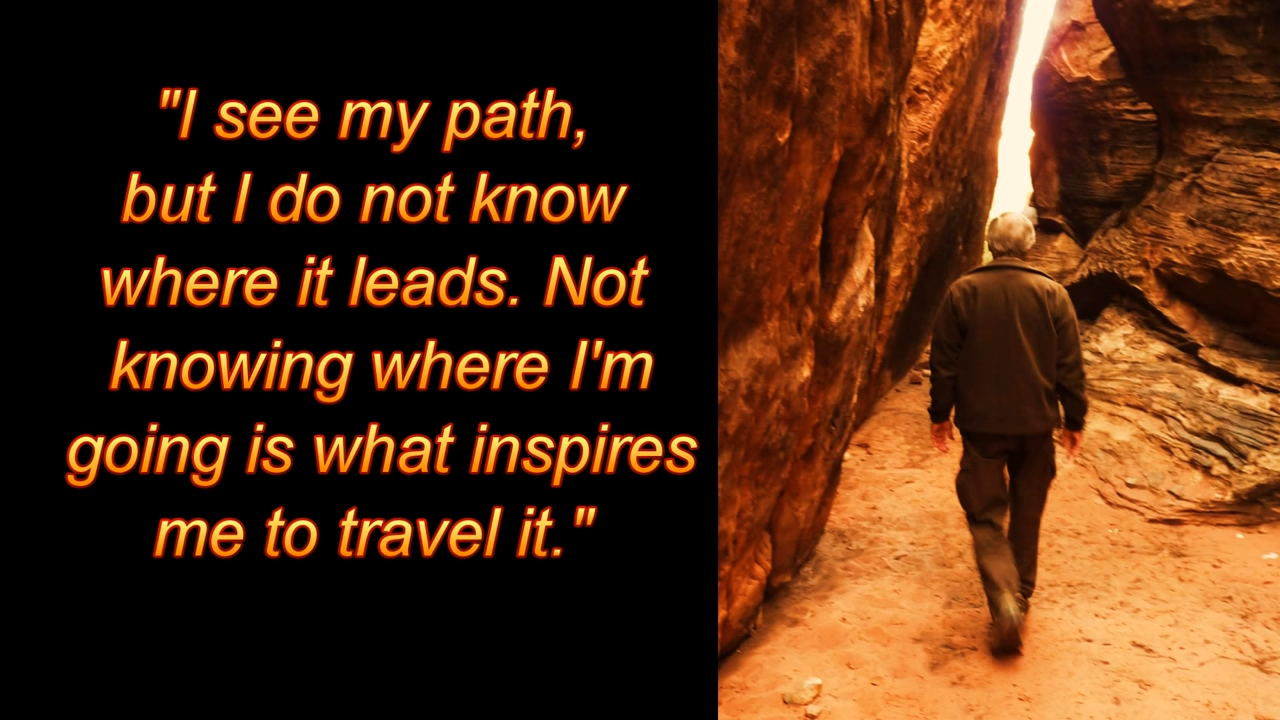 "I see my path,
but I do not know
where it leads. Not
knowing where I'm
going is what inspires
me to travel it."